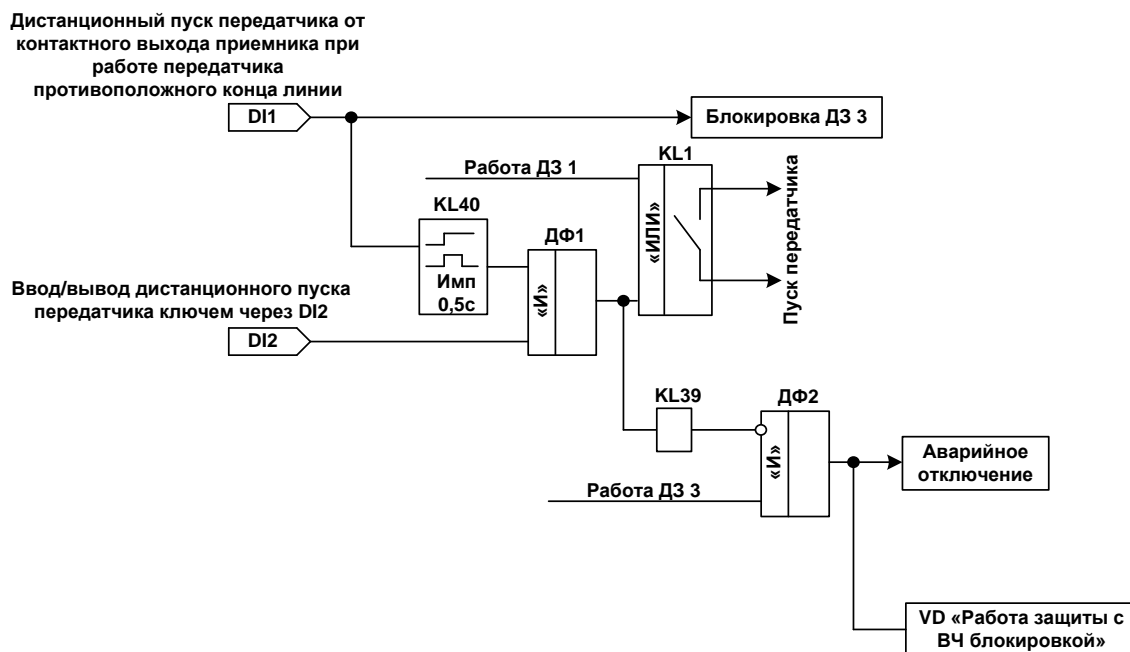 Дистанционный пуск передатчика от
контактного выхода приемника при
работе передатчика
противоположного конца линии
DI1
Блокировка ДЗ 3
Работа ДЗ 1
KL1
KL40
«ИЛИ»
Пуск передатчика
ДФ1
Имп
0,5с
«И»
Ввод/вывод дистанционного пуска
передатчика ключем через DI2
DI2
KL39
ДФ2
«И»
Аварийное
отключение
Работа ДЗ 3
VD «Работа защиты с
ВЧ блокировкой»